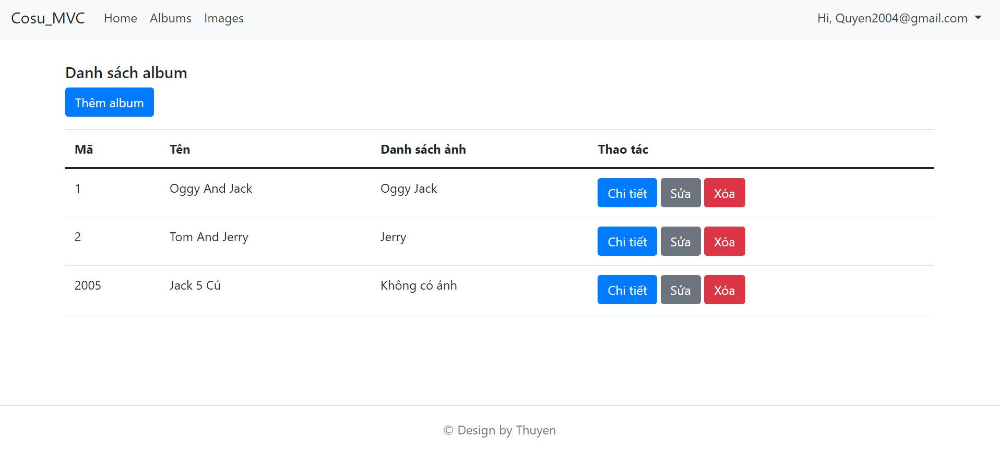 Cosu_MVC Home Albums Images Hi, Quyen2004@gmail.com
Danh sách album
Thêm album
Mã Tên Danh sách ảnh Thao tác
1 Oggy And Jack Oggy Jack Chi tiết Sửa Xóa
2 Tom And Jerry Jerry Chi tiết Sửa Xóa
2005 Jack 5 Củ Không có ảnh Chi tiết Sửa Xóa
© Design by Thuyen